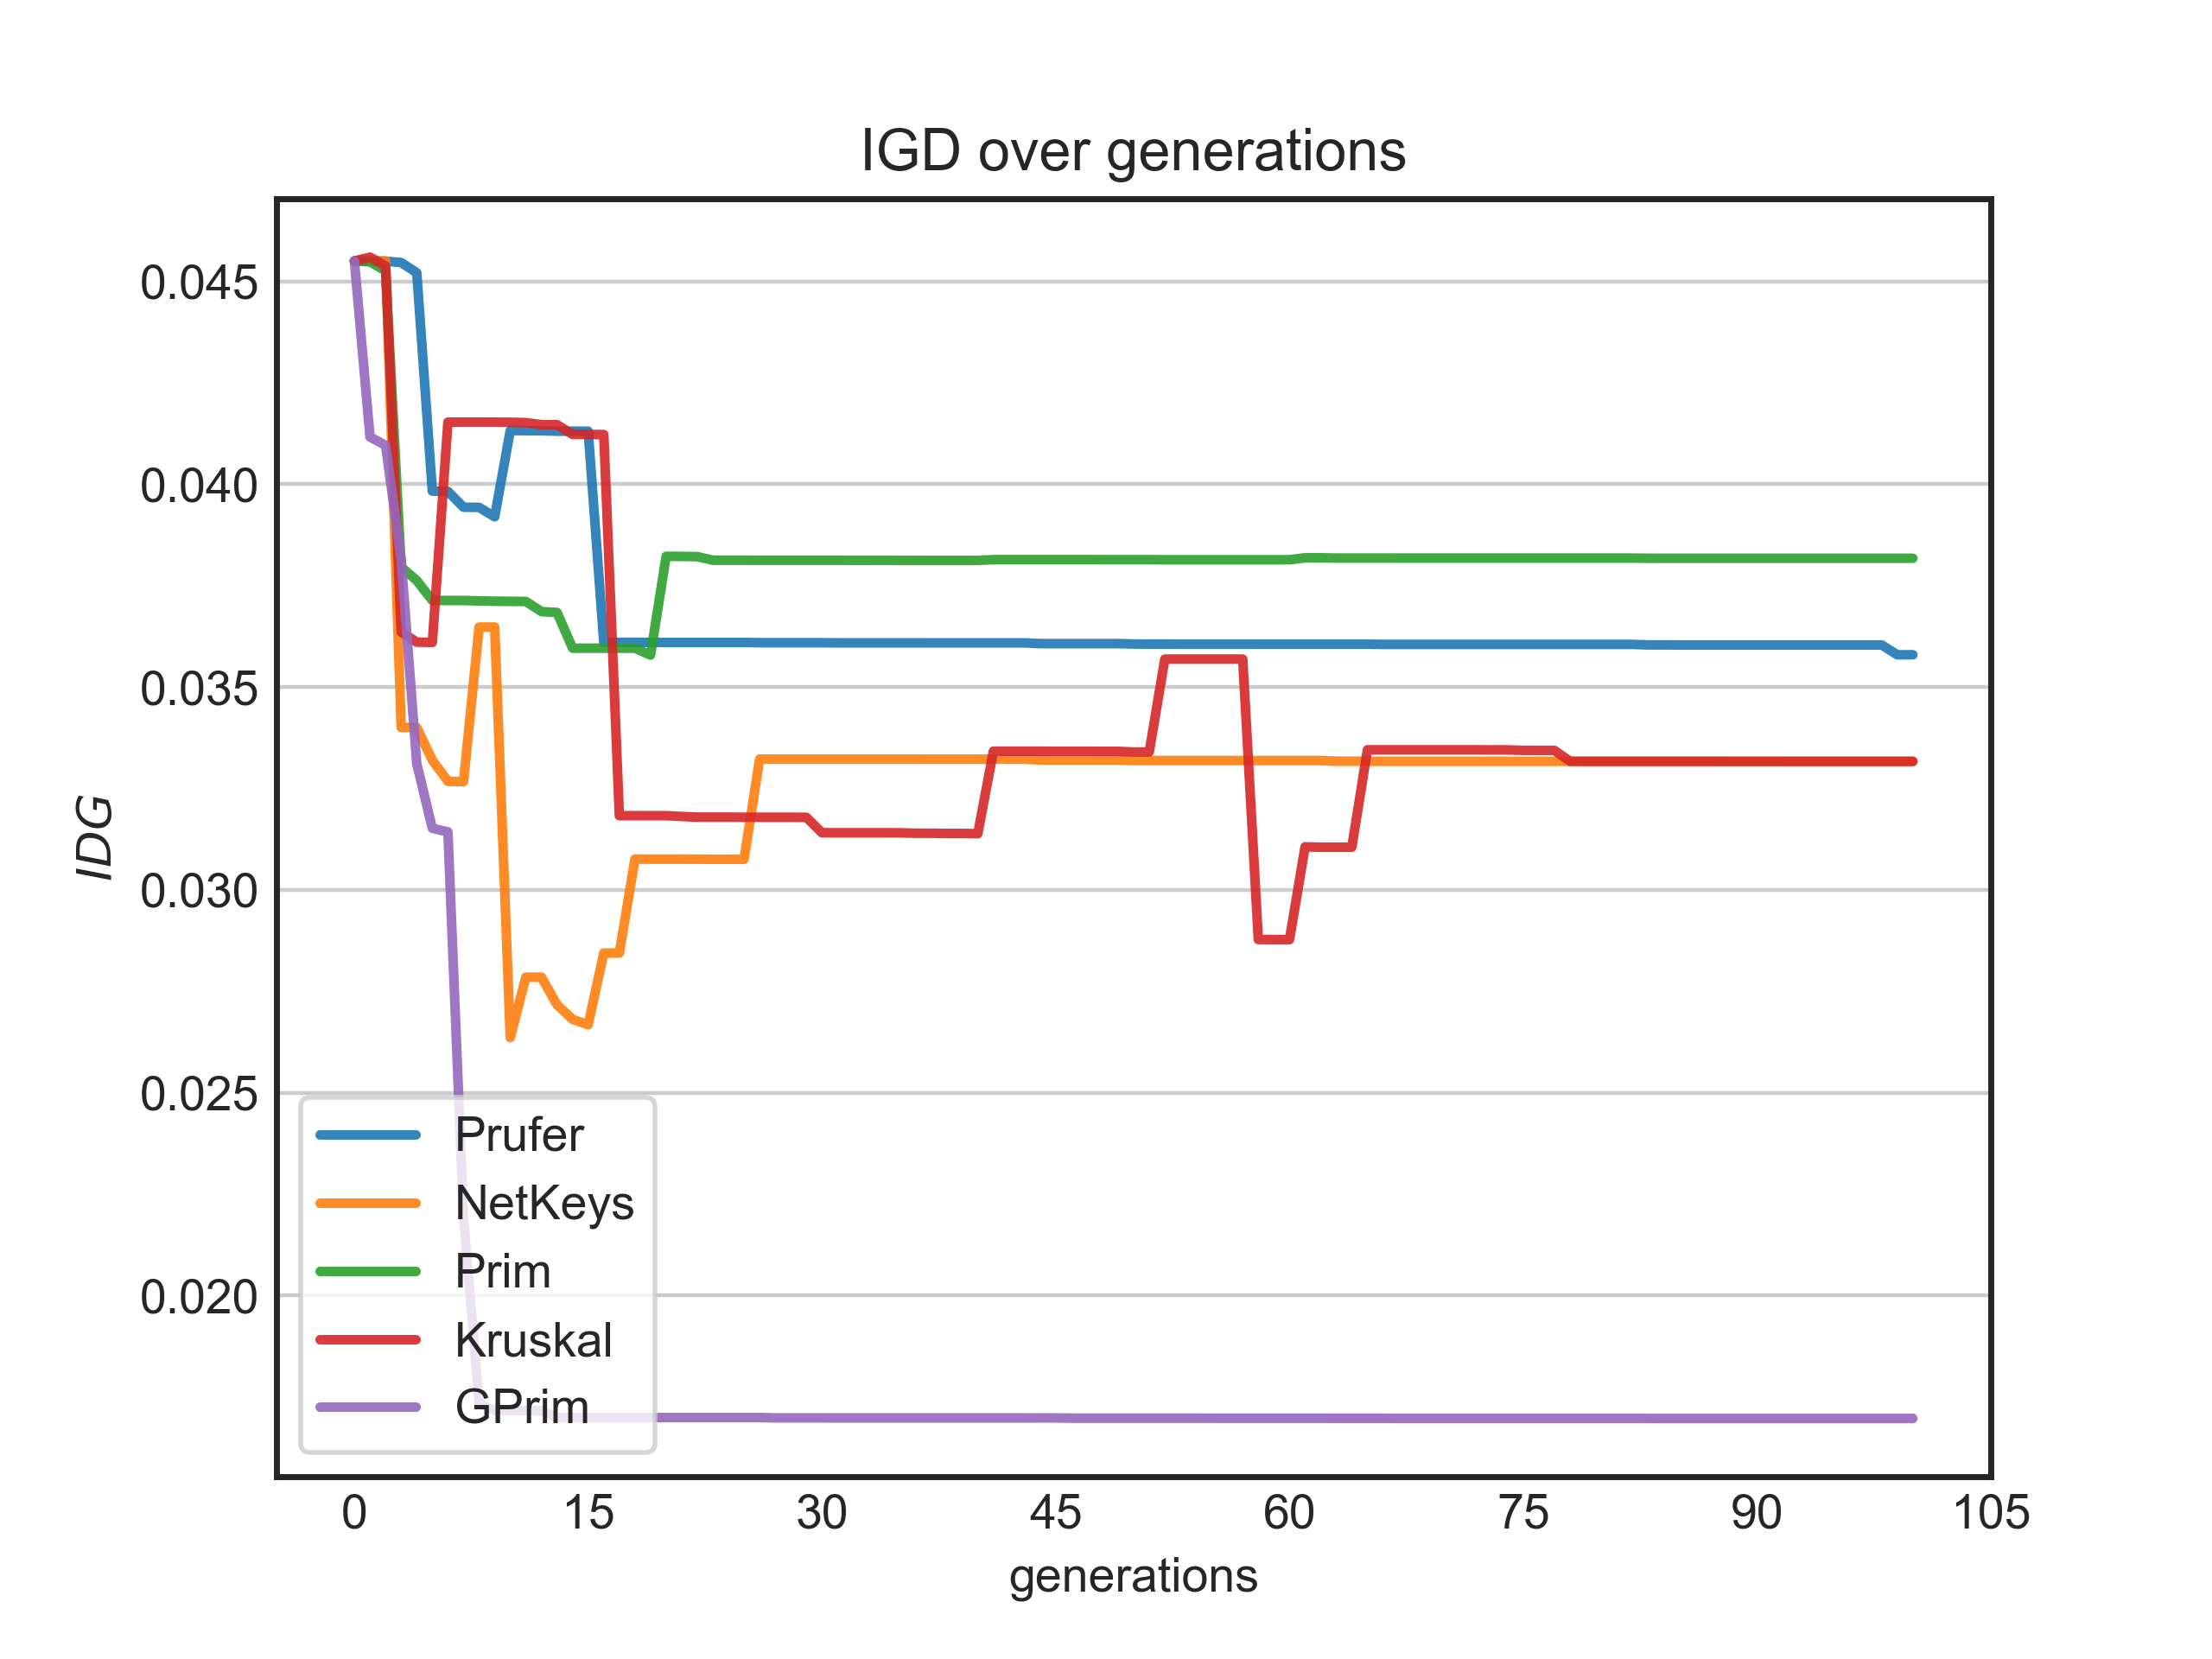 IGD over generations
0.045
0.040
0.035
0.030
0.025
0.020
IDG
Prufer
NetKeys
Prim
Kruskal
GPrim
0 15 30 45 60 75 90 105
generations